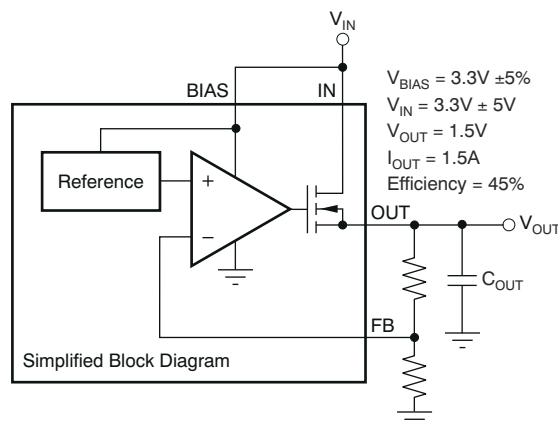 V_IN
BIAS
IN
V_BIAS = 3.3V ±5%
V_IN = 3.3V ± 5V
V_OUT = 1.5V
I_OUT = 1.5A
Efficiency = 45%
Reference
+
−
OUT
V_OUT
C_OUT
FB
Simplified Block Diagram